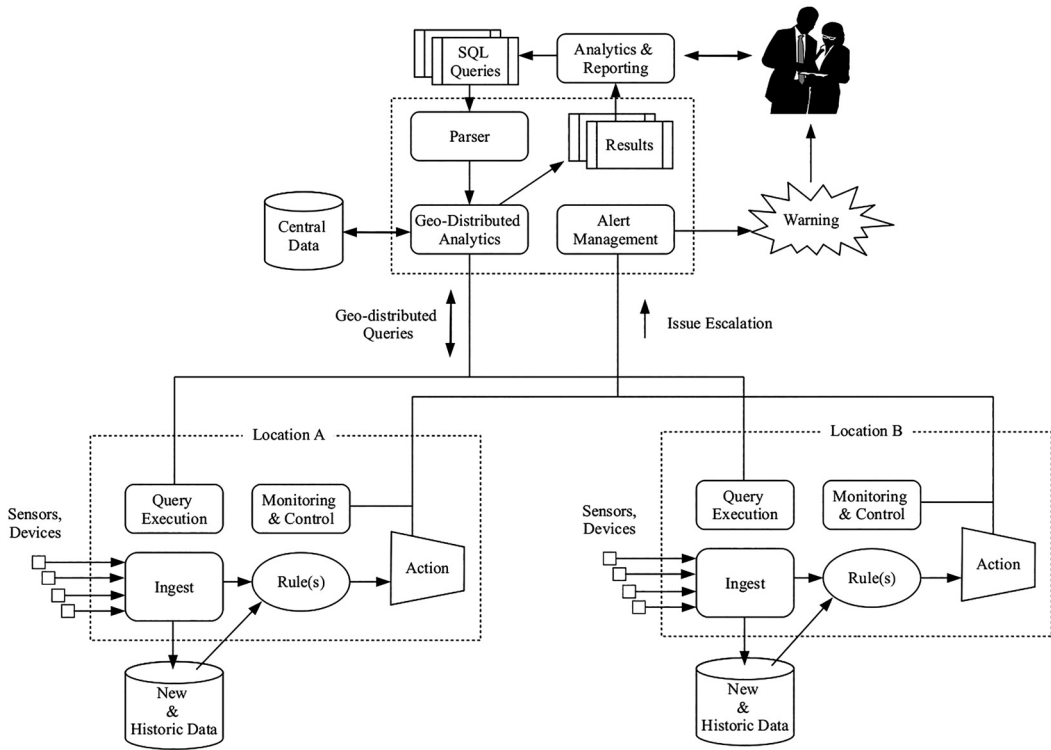 SQL
Queries
Analytics &
Reporting
Parser
Results
Central
Data
Geo-Distributed
Analytics
Alert
Management
Warning
Geo-distributed
Queries
Issue Escalation
Location A
Query
Execution
Monitoring
& Control
Sensors,
Devices
Ingest
Rule(s)
Action
New
&
Historic Data
Location B
Query
Execution
Monitoring
& Control
Sensors,
Devices
Ingest
Rule(s)
Action
New
&
Historic Data